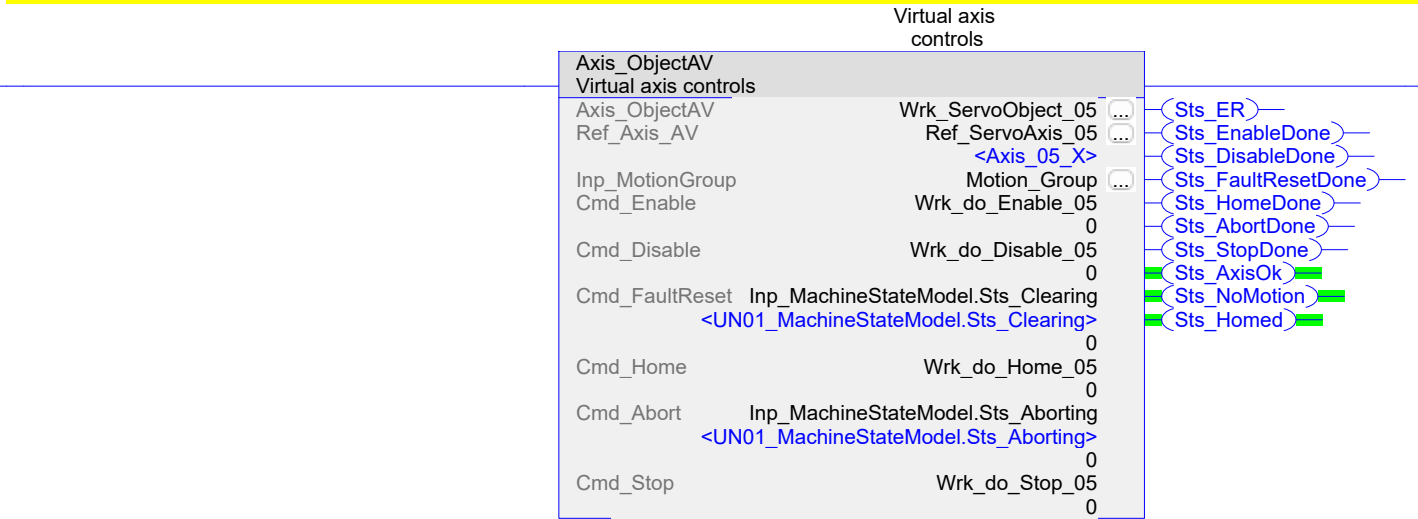 Virtual axis
controls
Axis_ObjectAV
Virtual axis controls
Axis_ObjectAV Wrk_ServoObject_05 ... Sts_ER
Ref_Axis_AV Ref_ServoAxis_05 ... Sts_EnableDone
<Axis_05_X> Sts_DisableDone
Inp_MotionGroup Motion_Group ... Sts_FaultResetDone
Cmd_Enable Wrk_do_Enable_05 Sts_HomeDone
0 Sts_AbortDone
Cmd_Disable Wrk_do_Disable_05 Sts_StopDone
0 Sts_AxisOk
Cmd_FaultReset Inp_MachineStateModel.Sts_Clearing Sts_NoMotion
<UN01_MachineStateModel.Sts_Clearing> Sts_Homed
0
Cmd_Home Wrk_do_Home_05
0
Cmd_Abort Inp_MachineStateModel.Sts_Aborting
<UN01_MachineStateModel.Sts_Aborting>
0
Cmd_Stop Wrk_do_Stop_05
0